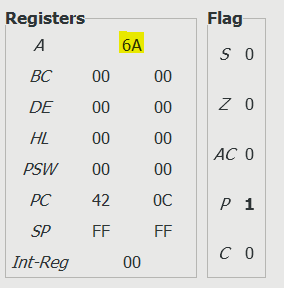 Registers Flag
A 6A
S 0
BC 00 00
DE 00 00
Z 0
HL 00 00
AC 0
PSW 00 00
PC 42 0C
P 1
SP FF FF
C 0
Int-Reg 00